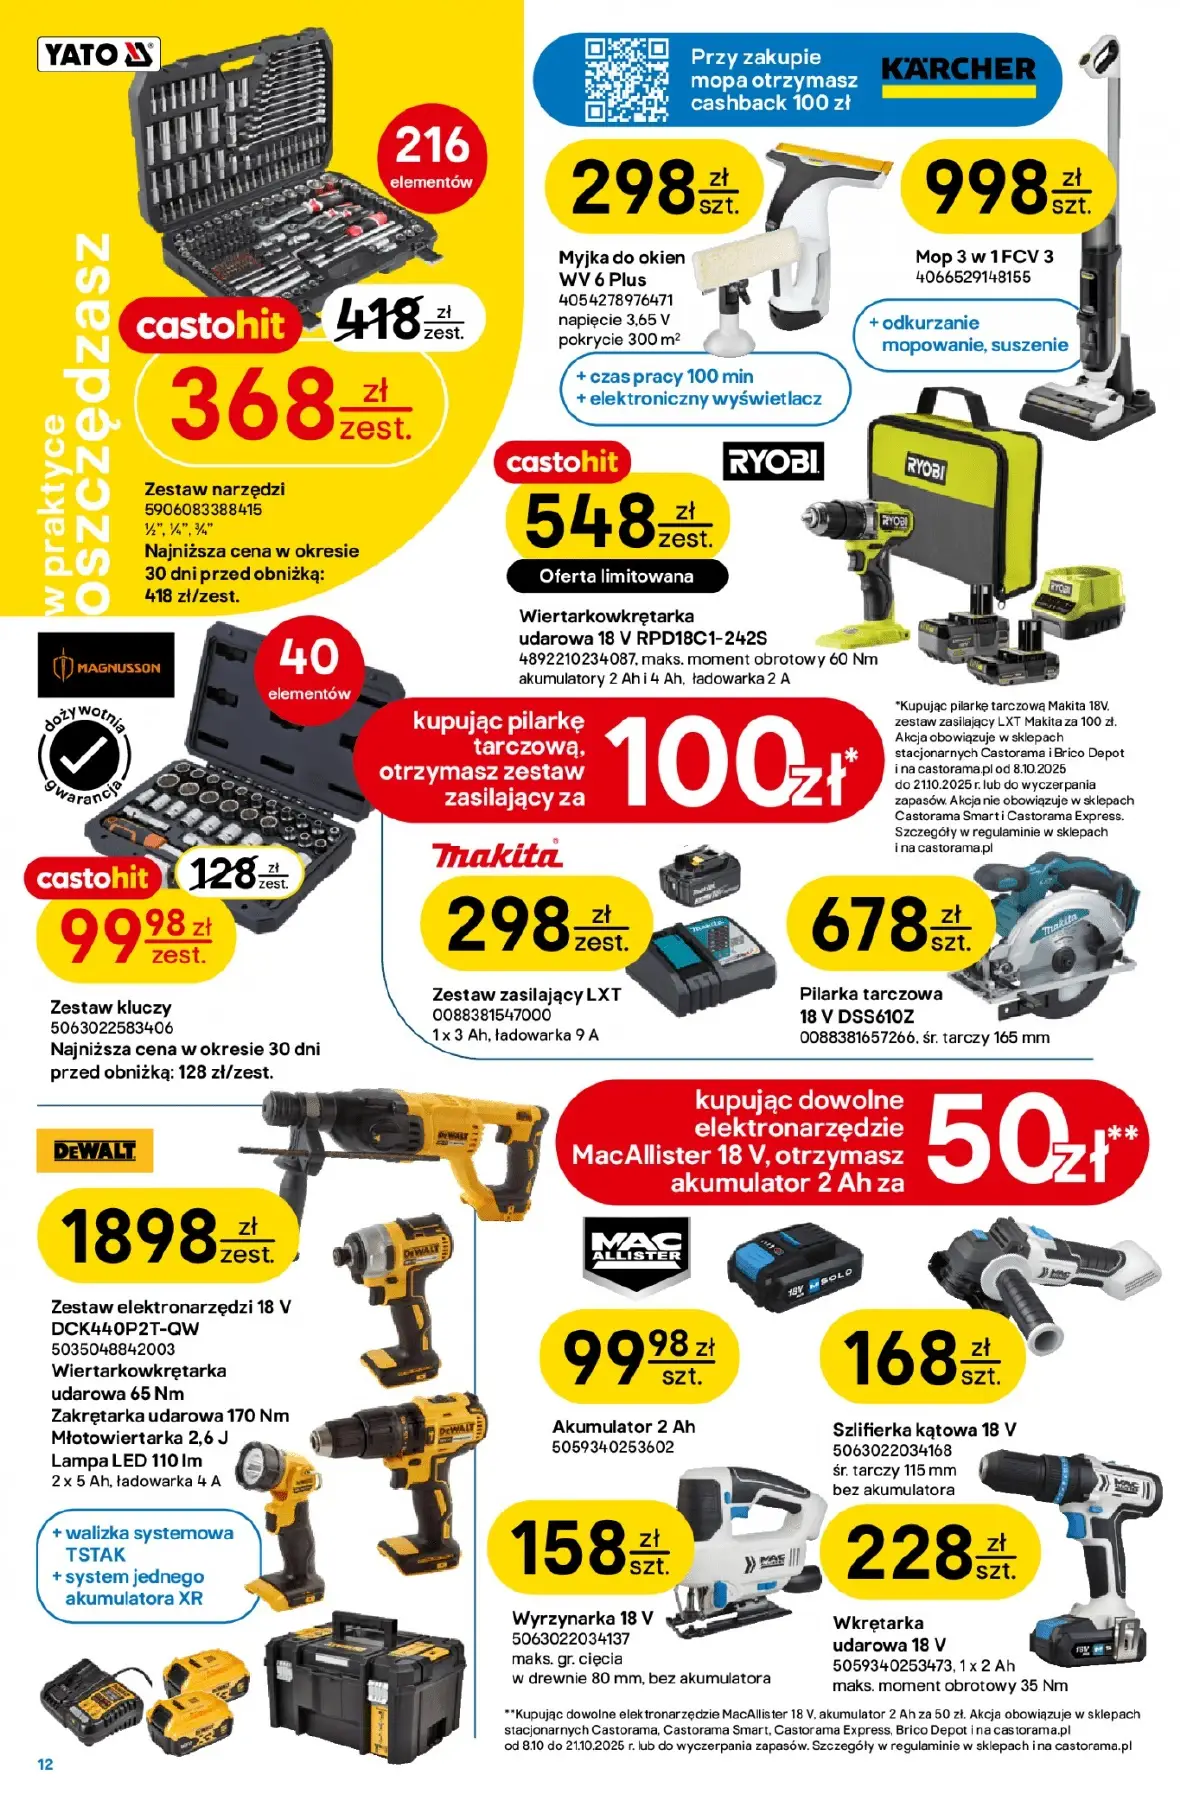 YATO
216
elementów
w praktyce
oszczędzasz
castohit
418 zł
zest.
368 zł
zest.
Zestaw narzędzi
5906083388415
½”, ¼”, ¾”
Najniższa cena w okresie
30 dni przed obniżką:
418 zł/zest.
Przy zakupie
mopa otrzymasz
cashback 100 zł
KÄRCHER
298 zł
szt.
Myjka do okien
WV 6 Plus
4054278976471
napięcie 3,65 V
pokrycie 300 m²
+ czas pracy 100 min
+ elektroniczny wyświetlacz
998 zł
szt.
Mop 3 w 1 FCV 3
4066529148155
+ odkurzanie
mopowanie, suszenie
castohit
RYOBI
548 zł
szt.
Oferta limitowana
Wiertarkowkrętarka
udarowa 18 V RPD18C1-242S
4892210234087, maks. moment obrotowy 60 Nm
akumulatory 2 Ah i 4 Ah, ładowarka 2 A
RYOBI
RYOBI
MAGNUSSON
dożywotnia
gwarancja
40
elementów
castohit
128 zł
zest.
99 98 zł
zest.
Zestaw kluczy
5063022583406
Najniższa cena w okresie 30 dni
przed obniżką: 128 zł/zest.
kupując pilarkę
tarczową,
otrzymasz zestaw
zasilający za
100 zł*
*Kupując pilarkę tarczową Makita 18V,
zestaw zasilający LXT Makita za 100 zł.
Akcja obowiązuje w sklepach
stacjonarnych Castorama i Brico Depot
i na castorama.pl od 8.10.2025
do 21.10.2025 r. lub do wyczerpania
zapasów. Akcja nie obowiązuje w sklepach
Castorama Smart i Castorama Express.
Szczegóły w regulaminie w sklepach
i na castorama.pl
makita
298 zł
zest.
Zestaw zasilający LXT
0088381547000
1 x 3 Ah, ładowarka 9 A
678 zł
szt.
makita
Pilarka tarczowa
18 V DSS610Z
0088381657266, śr. tarczy 165 mm
DEWALT
DEWALT
1898 zł
zest.
DEWALT
Zestaw elektronarzędzi 18 V
DCK440P2T-QW
5035048842003
Wiertarkowkrętarka
udarowa 65 Nm
Zakrętarka udarowa 170 Nm
Młotowiertarka 2,6 J
Lampa LED 110 lm
2 x 5 Ah, ładowarka 4 A
+ walizka systemowa
TSTAK
+ system jednego
akumulatora XR
kupując dowolne
elektronarzędzie
MacAllister 18 V, otrzymasz
akumulator 2 Ah za
50 zł**
MAC
ALLISTER
18V SOLO
99 98 zł
szt.
Akumulator 2 Ah
5059340253602
168 zł
szt.
Szlifierka kątowa 18 V
5063022034168
śr. tarczy 115 mm
bez akumulatora
158 zł
szt.
Wyrzynarka 18 V
5063022034137
maks. gr. cięcia
w drewnie 80 mm, bez akumulatora
228 zł
szt.
Wkrętarka
udarowa 18 V
5059340253473, 1 x 2 Ah
maks. moment obrotowy 35 Nm
**Kupując dowolne elektronarzędzie MacAllister 18 V, akumulator 2 Ah za 50 zł. Akcja obowiązuje w sklepach
stacjonarnych Castorama, Castorama Smart, Castorama Express, Brico Depot i na castorama.pl
od 8.10 do 21.10.2025 r. lub do wyczerpania zapasów. Szczegóły w regulaminie w sklepach i na castorama.pl
12